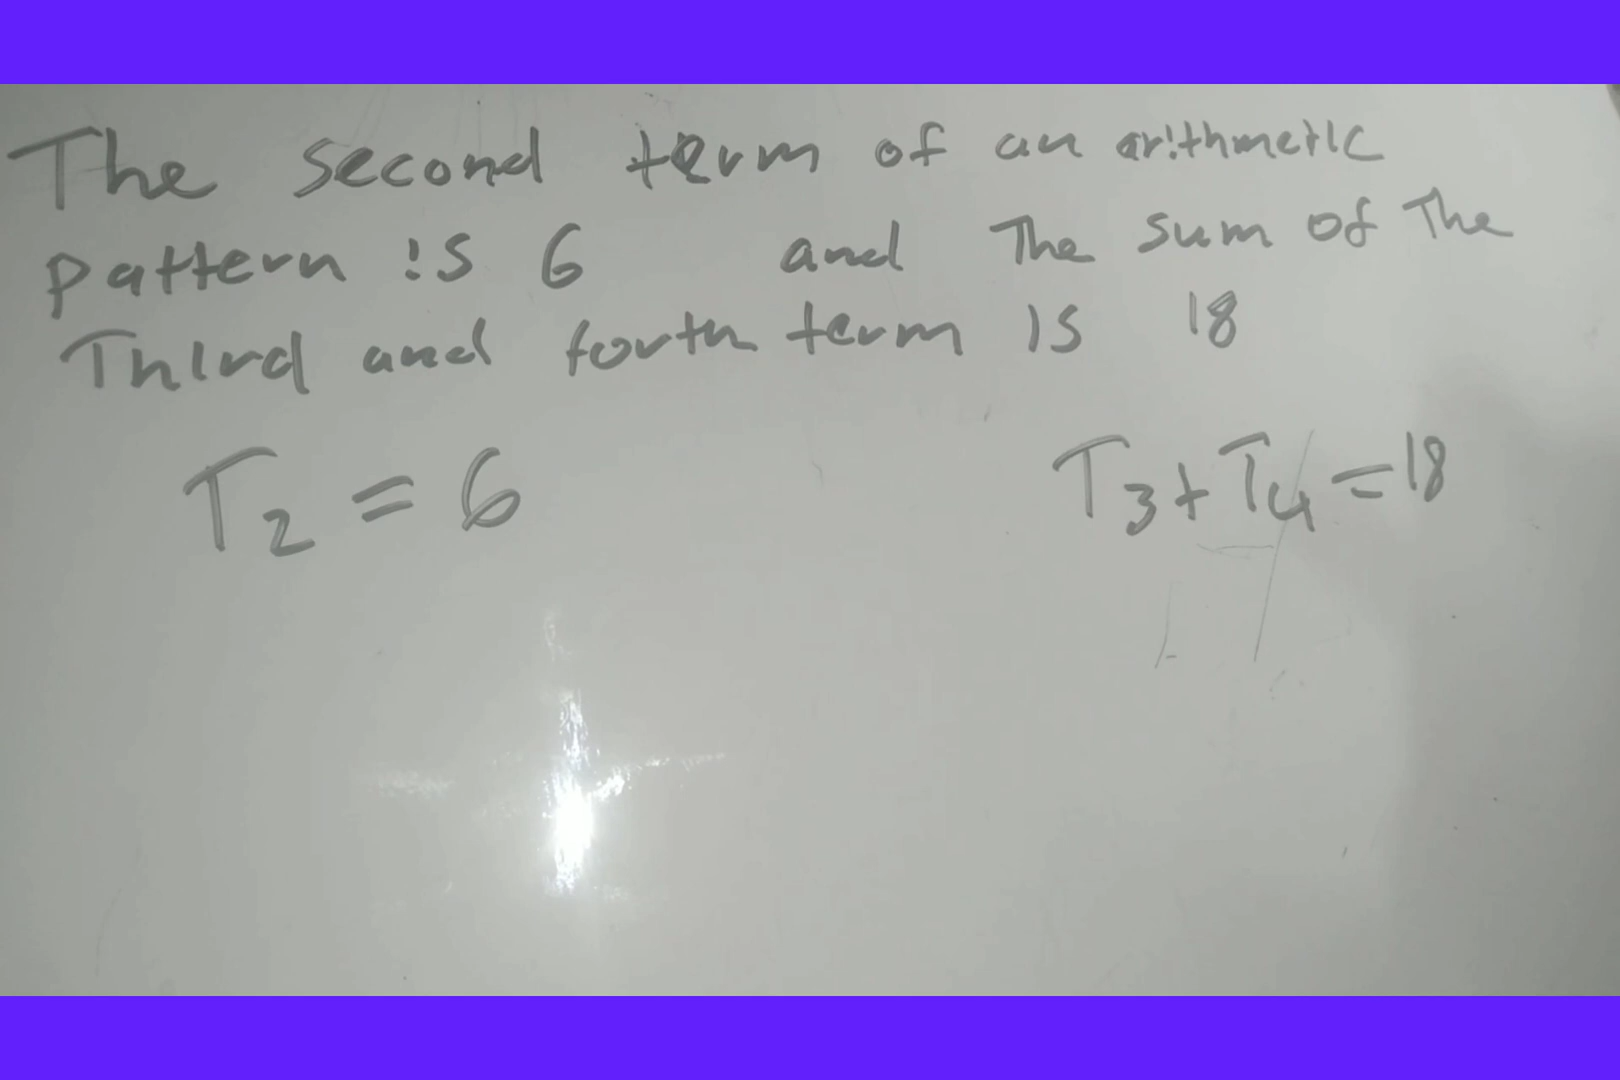 The second term of an arithmetic
pattern is 6 and The sum of The
Third and forth term is 18
T2 = 6 T3 + T4 = 18